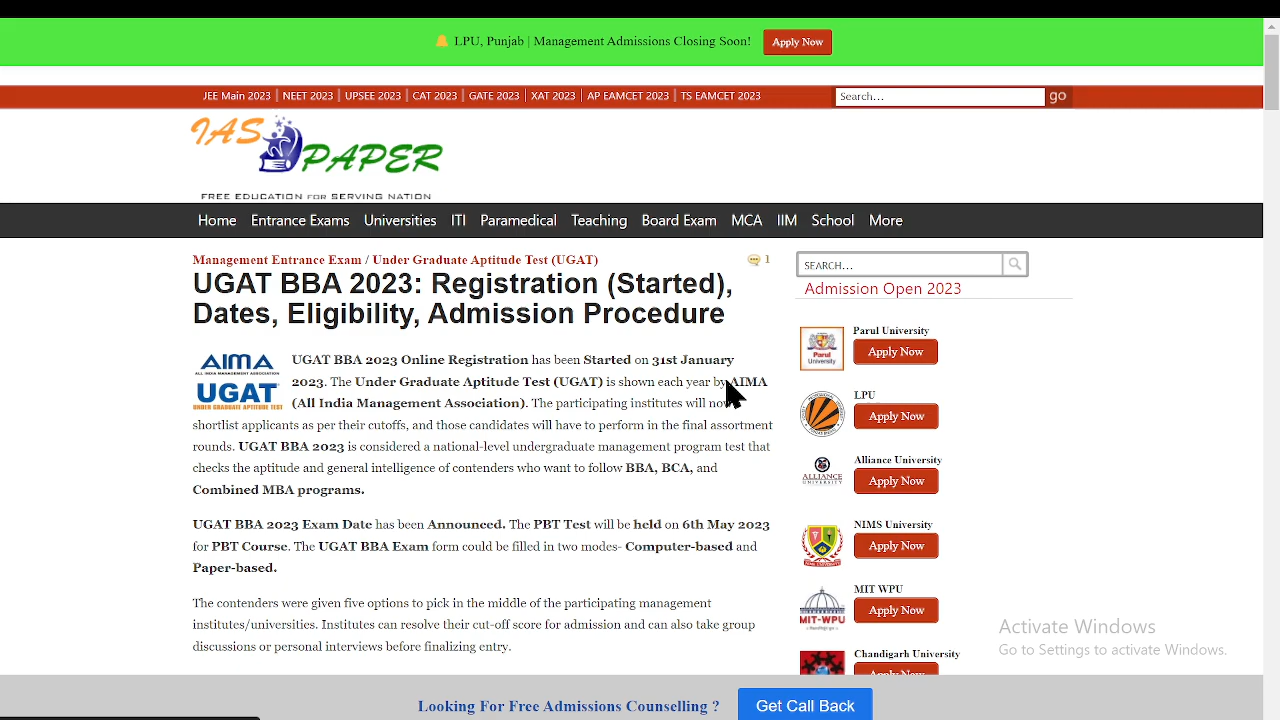 LPU, Punjab | Management Admissions Closing Soon! Apply Now
JEE Main 2023 | NEET 2023 | UPSEE 2023 | CAT 2023 | GATE 2023 | XAT 2023 | AP EAMCET 2023 | TS EAMCET 2023
Search... go
IAS PAPER
FREE EDUCATION FOR SERVING NATION
Home Entrance Exams Universities ITI Paramedical Teaching Board Exam MCA IIM School More
Management Entrance Exam / Under Graduate Aptitude Test (UGAT) 1
UGAT BBA 2023: Registration (Started),
Dates, Eligibility, Admission Procedure
AIMA
ALL INDIA MANAGEMENT ASSOCIATION
UGAT
UNDER GRADUATE APTITUDE TEST
UGAT BBA 2023 Online Registration has been Started on 31st January
2023. The Under Graduate Aptitude Test (UGAT) is shown each year by AIMA
(All India Management Association). The participating institutes will now
shortlist applicants as per their cutoffs, and those candidates will have to perform in the final assortment
rounds. UGAT BBA 2023 is considered a national-level undergraduate management program test that
checks the aptitude and general intelligence of contenders who want to follow BBA, BCA, and
Combined MBA programs.
UGAT BBA 2023 Exam Date has been Announced. The PBT Test will be held on 6th May 2023
for PBT Course. The UGAT BBA Exam form could be filled in two modes- Computer-based and
Paper-based.
The contenders were given five options to pick in the middle of the participating management
institutes/universities. Institutes can resolve their cut-off score for admission and can also take group
discussions or personal interviews before finalizing entry.
SEARCH...
Admission Open 2023
Parul University
Parul
University
Apply Now
LPU
Apply Now
Alliance University
ALLIANCE
UNIVERSITY
Apply Now
NIMS University
Apply Now
MIT WPU
MIT-WPU
Apply Now
Chandigarh University
Apply Now
Activate Windows
Go to Settings to activate Windows.
Looking For Free Admissions Counselling ? Get Call Back